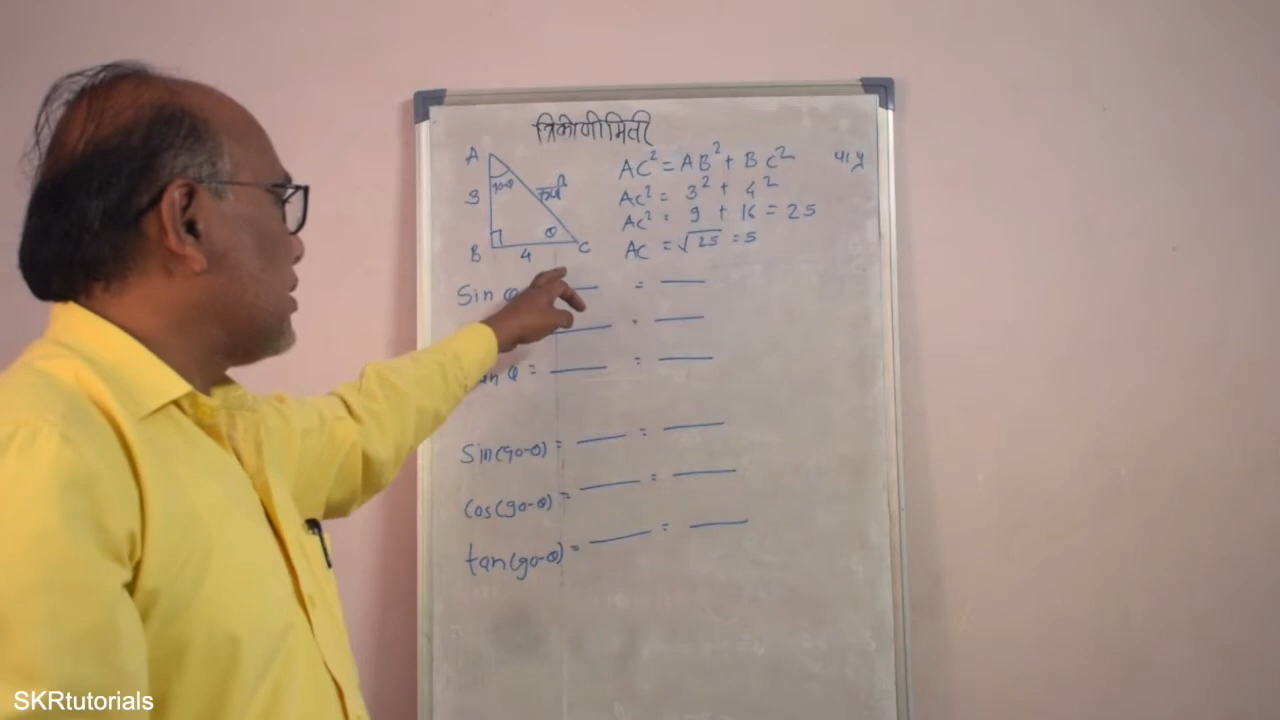 त्रिकोणीमिती
A
3
90-θ
कर्ण
θ
B
4
C
AC² = AB² + BC²
पा प्र
AC² = 3² + 4²
AC² = 9 + 16 = 25
AC = √25 = 5
Sin θ = 
= 
tan θ = =
Sin(90-θ) = =
Cos(90-θ) = =
tan(90-θ) = =
SKRtutorials